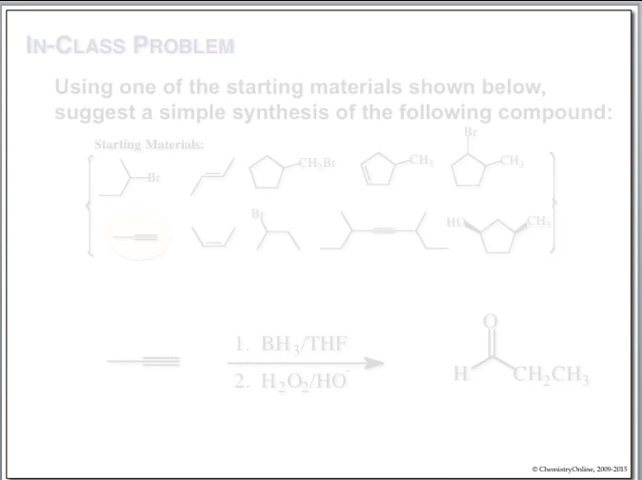 IN-CLASS PROBLEM
Using one of the starting materials shown below,
suggest a simple synthesis of the following compound:
Starting Materials:
Br
Br
CH₂Br
CH₃
CH₃
Br
HO
CH₃
1. BH₃/THF
2. H₂O₂/HO⁻
O
H
CH₂CH₃
© ChemistryOnline, 2009-2015